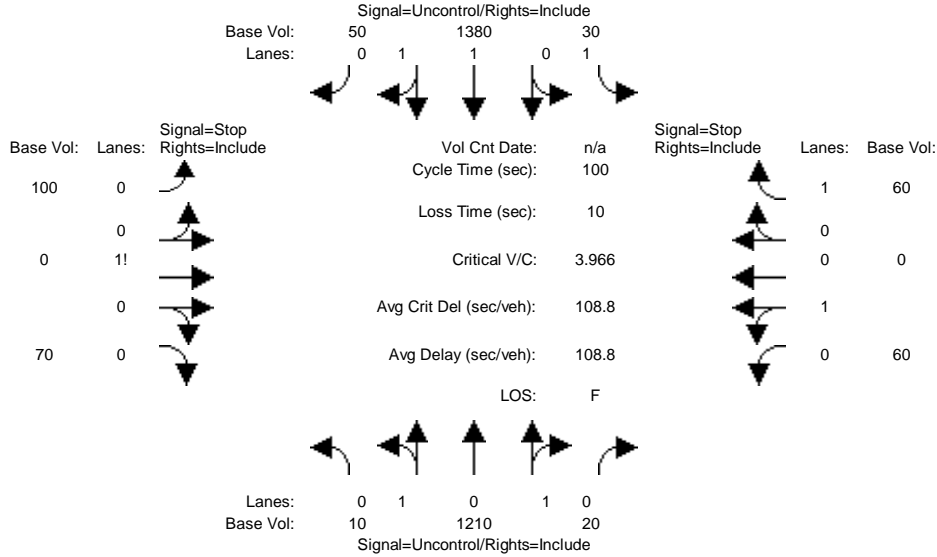 Signal=Uncontrol/Rights=Include
Base Vol: 50 1380 30
Lanes: 0 1 1 0 1
Signal=Stop
Base Vol: Lanes: Rights=Include
100 0
0
0 1!
0
70 0
Vol Cnt Date: n/a
Cycle Time (sec): 100
Loss Time (sec): 10
Critical V/C: 3.966
Avg Crit Del (sec/veh): 108.8
Avg Delay (sec/veh): 108.8
LOS: F
Signal=Stop
Rights=Include Lanes: Base Vol:
1 60
0
0 0
1
0 60
Lanes: 0 1 0 1 0
Base Vol: 10 1210 20
Signal=Uncontrol/Rights=Include